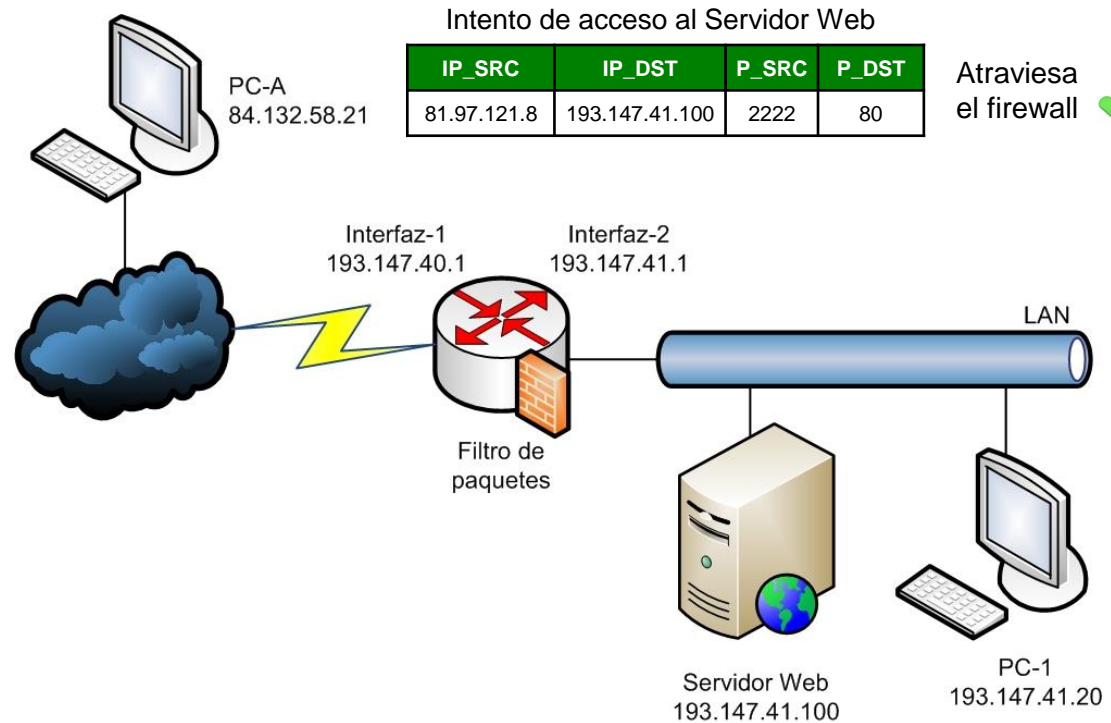 Intento de acceso al Servidor Web
IP_SRC IP_DST P_SRC P_DST
81.97.121.8 193.147.41.100 2222 80
Atraviesa
el firewall
PC-A
84.132.58.21
Interfaz-1
193.147.40.1
Interfaz-2
193.147.41.1
LAN
Filtro de
paquetes
Servidor Web
193.147.41.100
PC-1
193.147.41.20